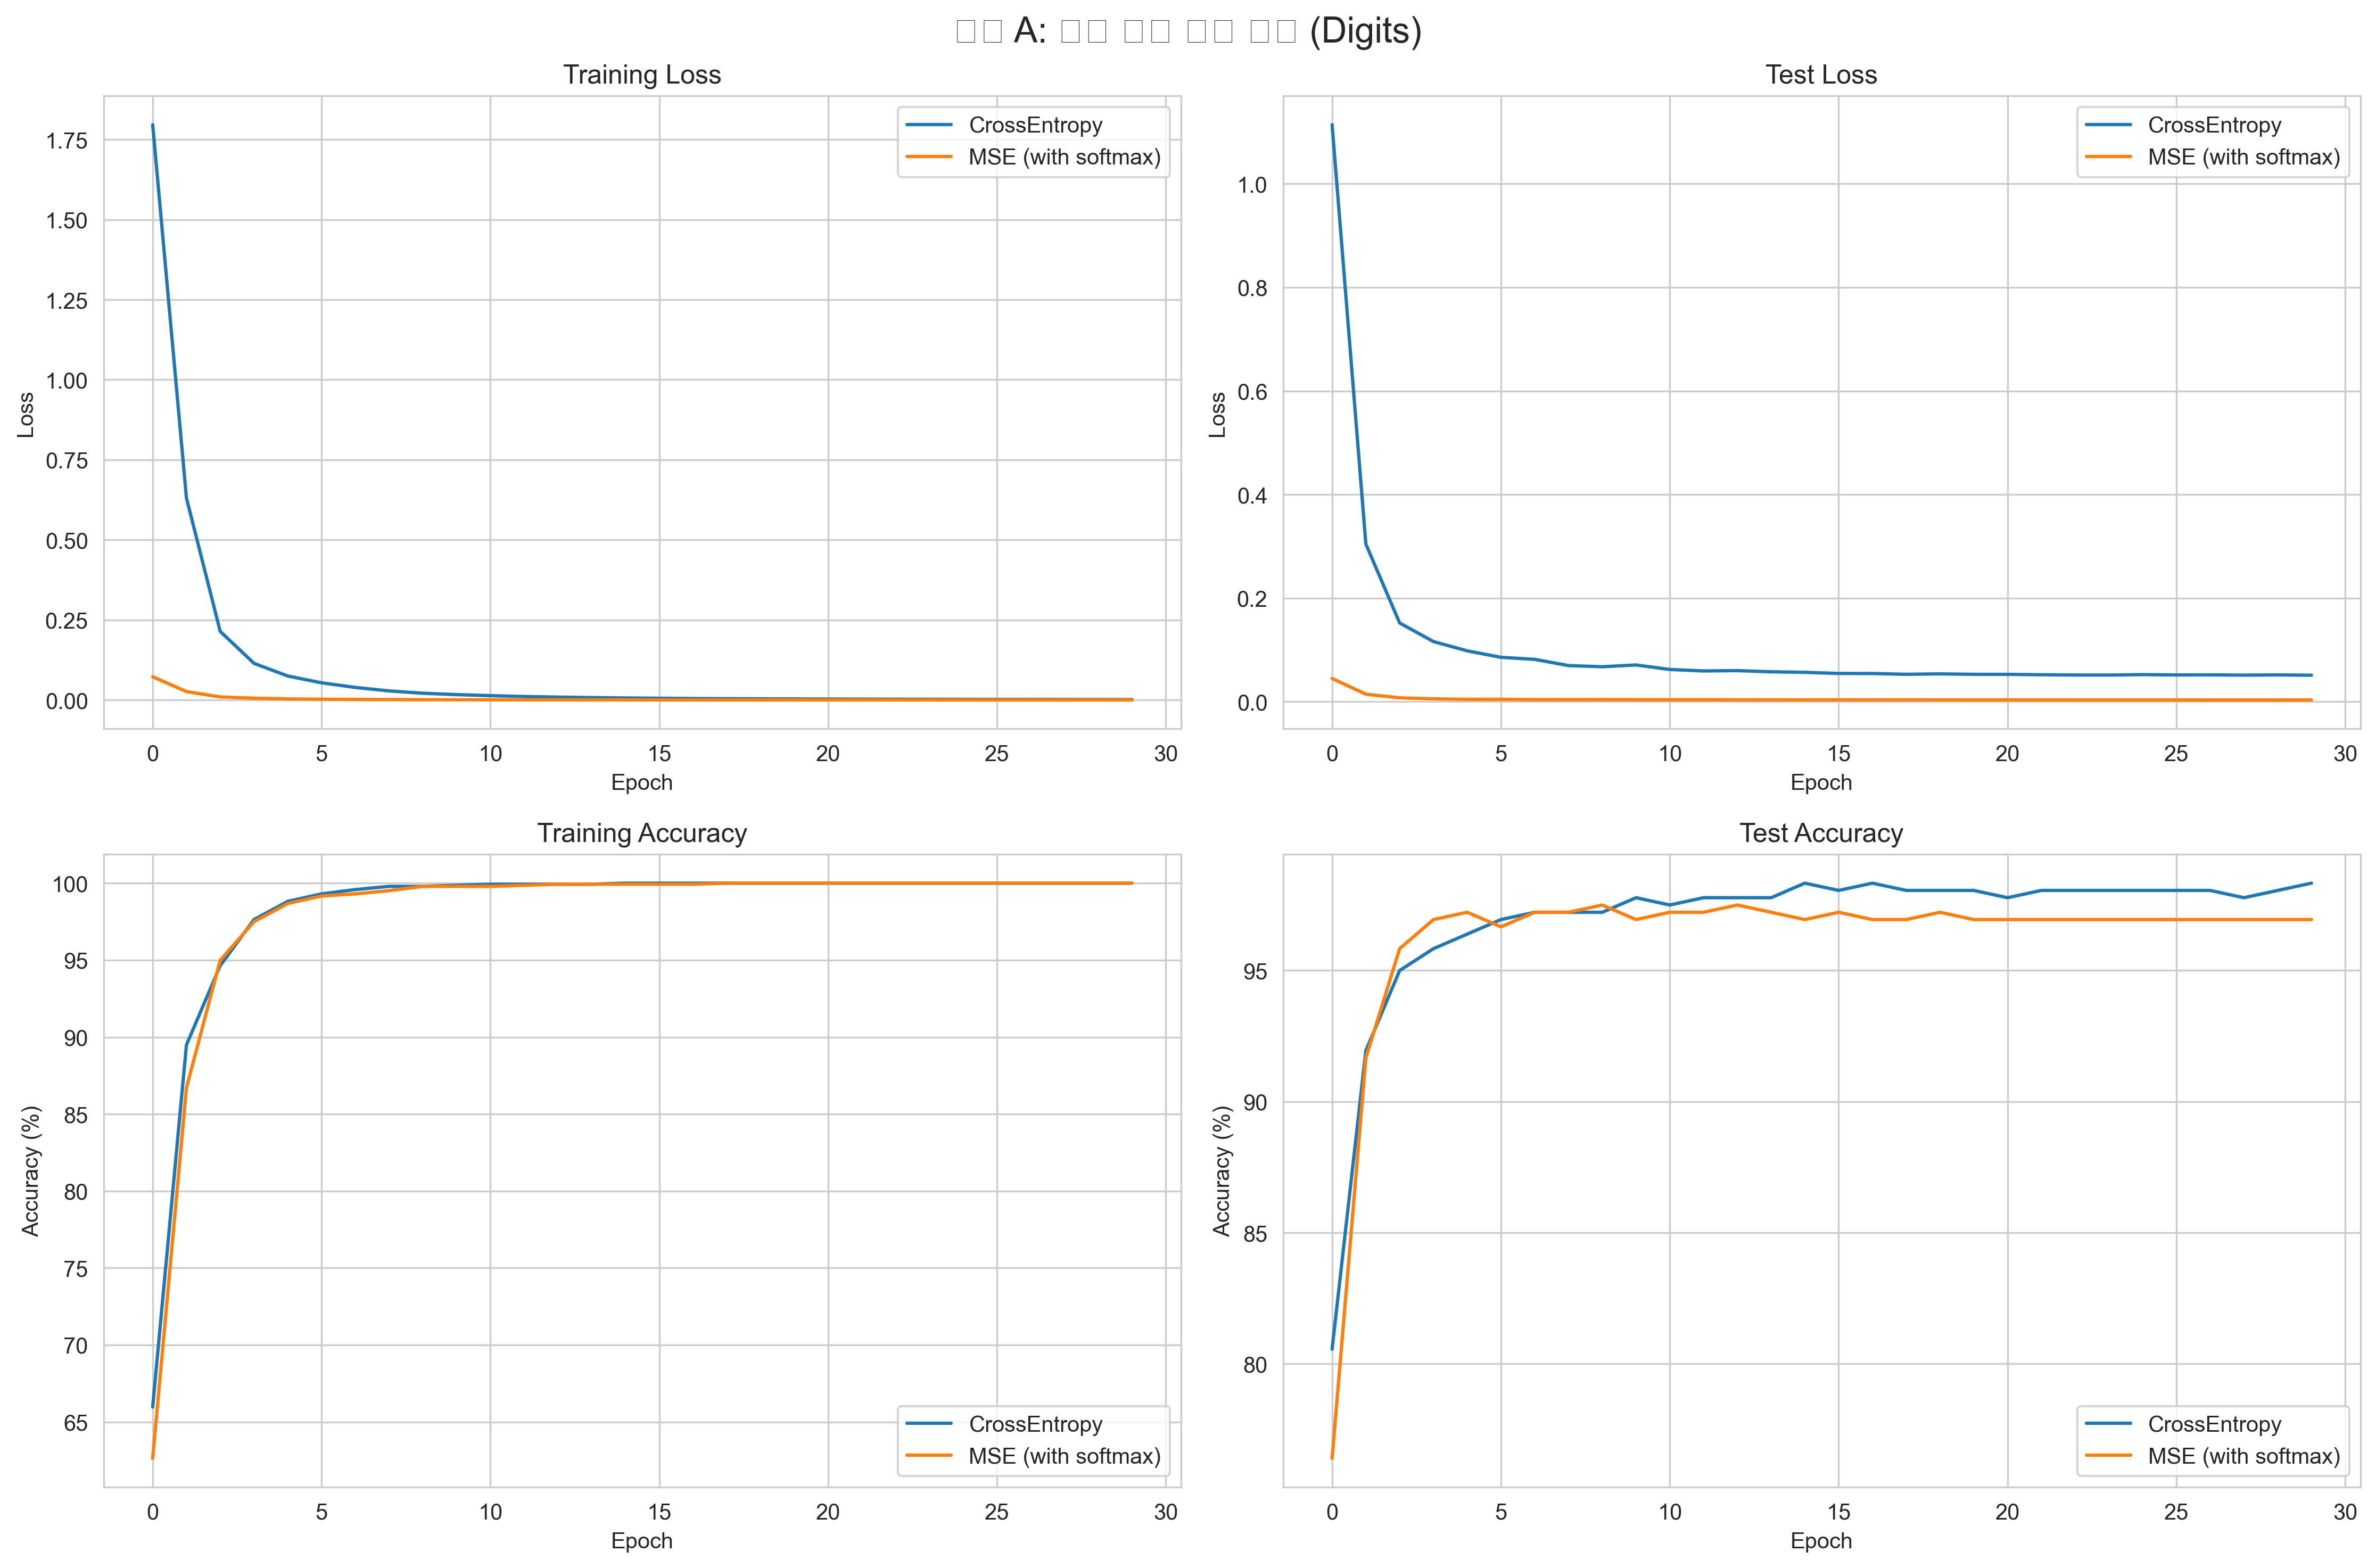 A: (Digits)
Training Loss
Test Loss
CrossEntropy
MSE (with softmax)
CrossEntropy
MSE (with softmax)
1.75
1.50
1.25
1.00
0.75
0.50
0.25
0.00
Loss
0 5 10 15 20 25 30
Epoch
1.0
0.8
0.6
0.4
0.2
0.0
Loss
0 5 10 15 20 25 30
Epoch
Training Accuracy
Test Accuracy
100
95
90
85
80
75
70
65
Accuracy (%)
CrossEntropy
MSE (with softmax)
0 5 10 15 20 25 30
Epoch
95
90
85
80
Accuracy (%)
CrossEntropy
MSE (with softmax)
0 5 10 15 20 25 30
Epoch